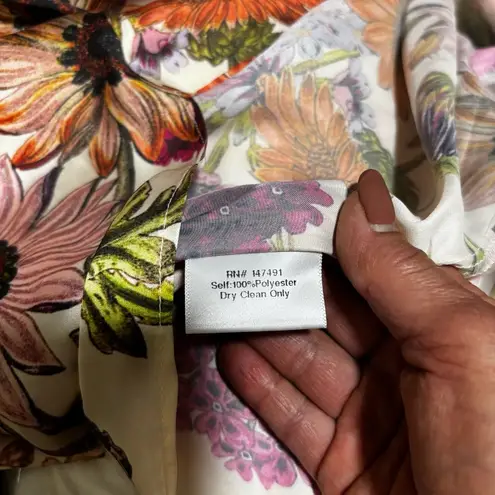 RN# 147491
Self:100%Polyester
Dry Clean Only